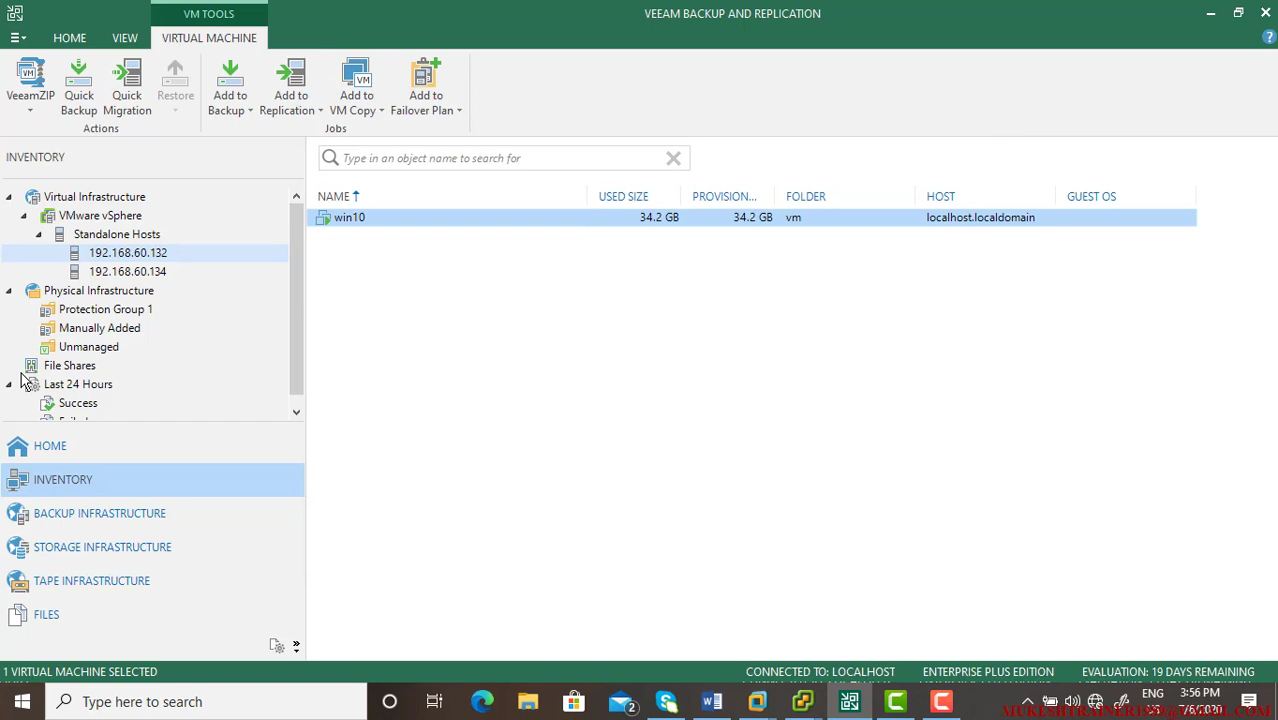 VM TOOLS
VEEAM BACKUP AND REPLICATION
HOME
VIEW
VIRTUAL MACHINE
VeeamZIP
Quick Backup
Quick Migration
Restore
Add to Backup
Add to Replication
Add to VM Copy
Add to Failover Plan
Actions
Jobs
INVENTORY
Type in an object name to search for
Virtual Infrastructure
VMware vSphere
Standalone Hosts
192.168.60.132
192.168.60.134
Physical Infrastructure
Protection Group 1
Manually Added
Unmanaged
File Shares
Last 24 Hours
Success
NAME USED SIZE PROVISION... FOLDER HOST GUEST OS
win10 34.2 GB 34.2 GB vm localhost.localdomain
HOME
INVENTORY
BACKUP INFRASTRUCTURE
STORAGE INFRASTRUCTURE
TAPE INFRASTRUCTURE
FILES
1 VIRTUAL MACHINE SELECTED
CONNECTED TO: LOCALHOST
ENTERPRISE PLUS EDITION
EVALUATION: 19 DAYS REMAINING
Type here to search
2
ENG
3:56 PM
7/6/2020